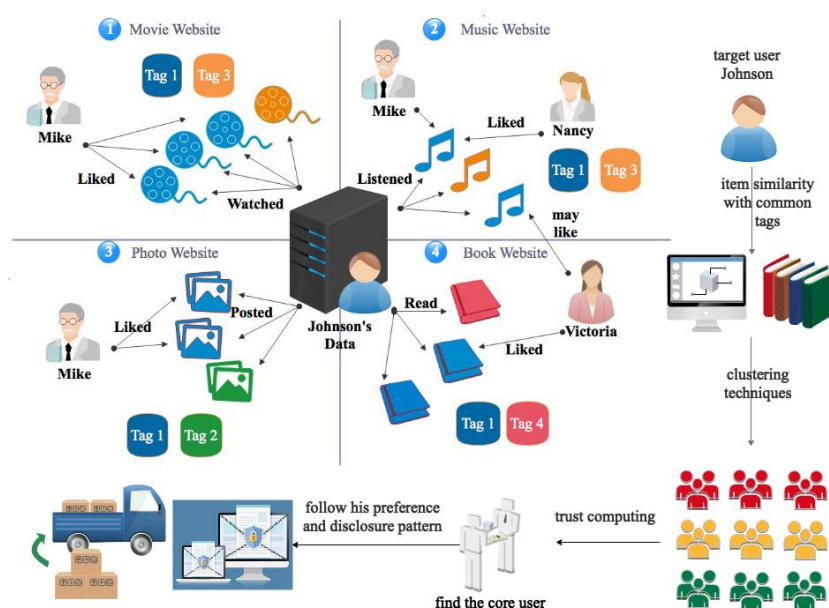 1 Movie Website
Tag 1
Tag 3
Mike
Liked
Watched
2 Music Website
Mike
Liked
Nancy
Listened
Tag 1
Tag 3
may
like
3 Photo Website
Liked
Posted
Mike
Tag 1
Tag 2
Johnson's
Data
4 Book Website
Read
Victoria
Liked
Tag 1
Tag 4
target user
Johnson
item similarity
with common
tags
clustering
techniques
trust computing
find the core user
follow his preference
and disclosure pattern